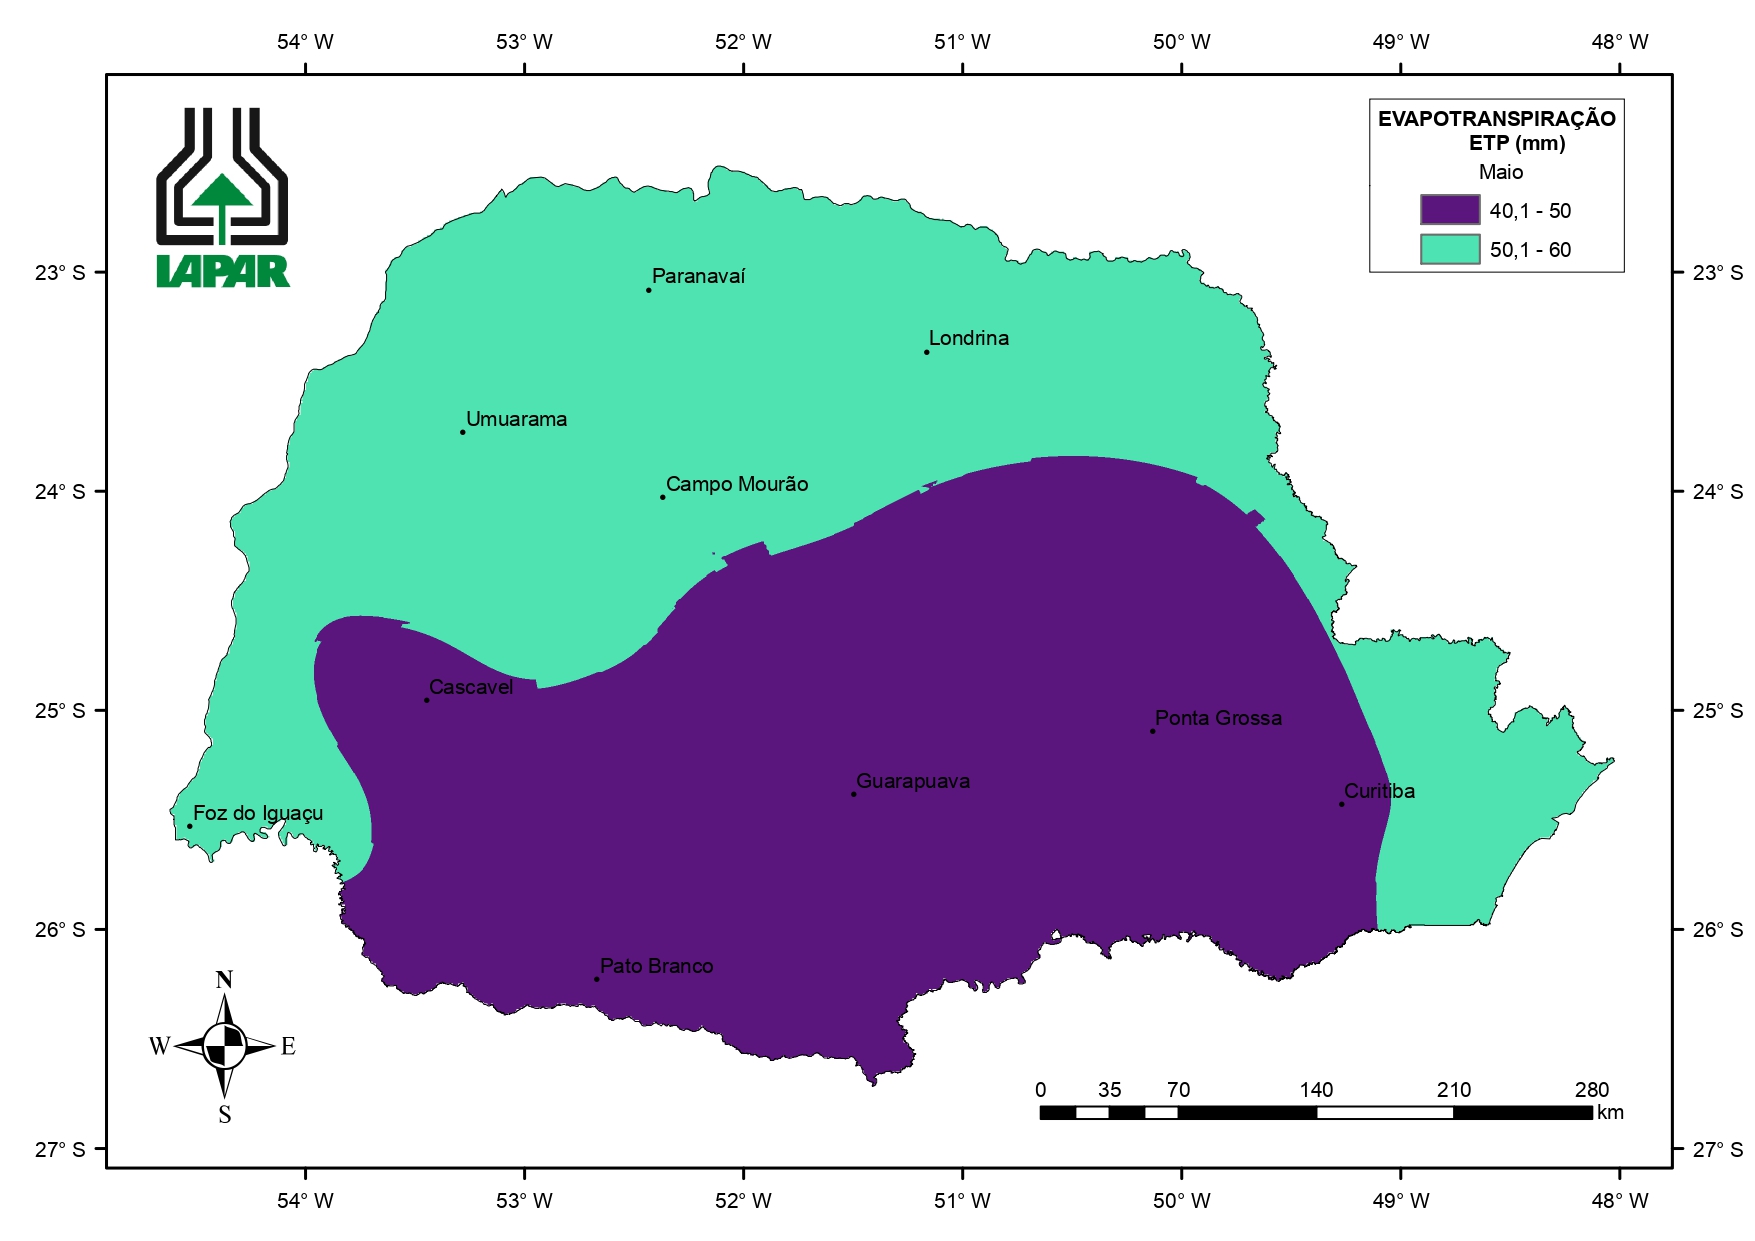 54° W 53° W 52° W 51° W 50° W 49° W 48° W
EVAPOTRANSPIRAÇÃO
ETP (mm)
Maio
40,1 - 50
50,1 - 60
IAPAR
23° S 23° S
Paranavaí
Londrina
Umuarama
Campo Mourão
24° S 24° S
Cascavel
25° S 25° S
Ponta Grossa
Guarapuava
Curitiba
Foz do Iguaçu
26° S 26° S
Pato Branco
N
W E
S
0 35 70 140 210 280
km
27° S 27° S
54° W 53° W 52° W 51° W 50° W 49° W 48° W